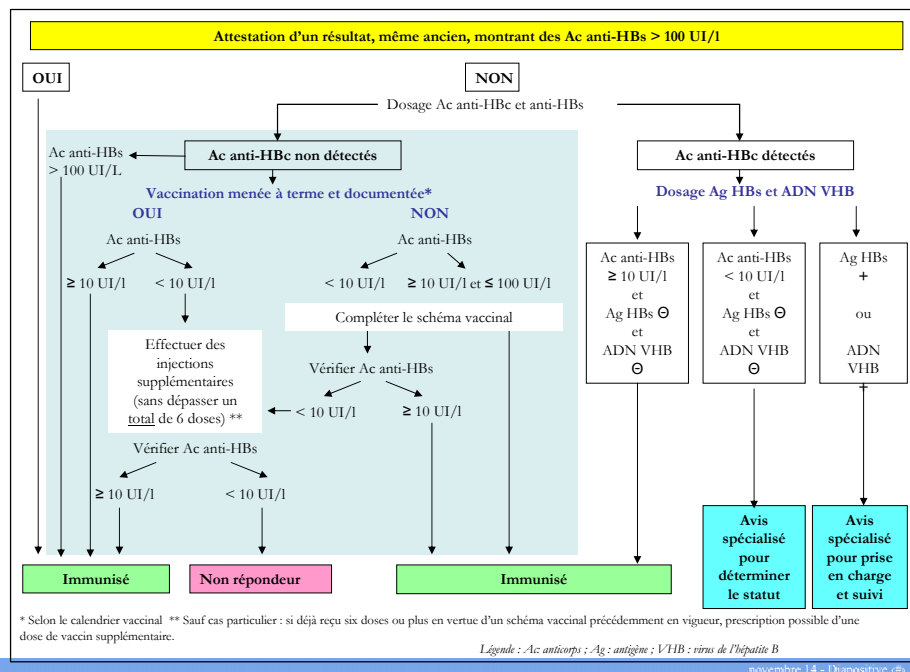 Attestation d'un résultat, même ancien, montrant des Ac anti-HBs > 100 UI/l
OUI
NON
Dosage Ac anti-HBc et anti-HBs
Ac anti-HBs
> 100 UI/L
Ac anti-HBc non détectés
Ac anti-HBc détectés
Vaccination menée à terme et documentée*
OUI
NON
Dosage Ag HBs et ADN VHB
Ac anti-HBs
≥ 10 UI/l
< 10 UI/l
Ac anti-HBs
< 10 UI/l
≥ 10 UI/l et ≤ 100 UI/l
Compléter le schéma vaccinal
Effectuer des
injections
supplémentaires
(sans dépasser un
total de 6 doses) **
Vérifier Ac anti-HBs
< 10 UI/l
≥ 10 UI/l
Vérifier Ac anti-HBs
≥ 10 UI/l
< 10 UI/l
Ac anti-HBs
≥ 10 UI/l
et
Ag HBs Θ
et
ADN VHB
Θ
Ac anti-HBs
< 10 UI/l
et
Ag HBs Θ
et
ADN VHB
Θ
Ag HBs
+
ou
ADN
VHB
+
Immunisé
Non répondeur
Immunisé
Avis
spécialisé
pour
déterminer
le statut
Avis
spécialisé
pour prise
en charge
et suivi
* Selon le calendrier vaccinal ** Sauf cas particulier : si déjà reçu six doses ou plus en vertu d'un schéma vaccinal précédemment en vigueur, prescription possible d'une
dose de vaccin supplémentaire.
Légende : Ac: anticorps ; Ag : antigène ; VHB : virus de l'hépatite B
novembre 14 - Diapositive